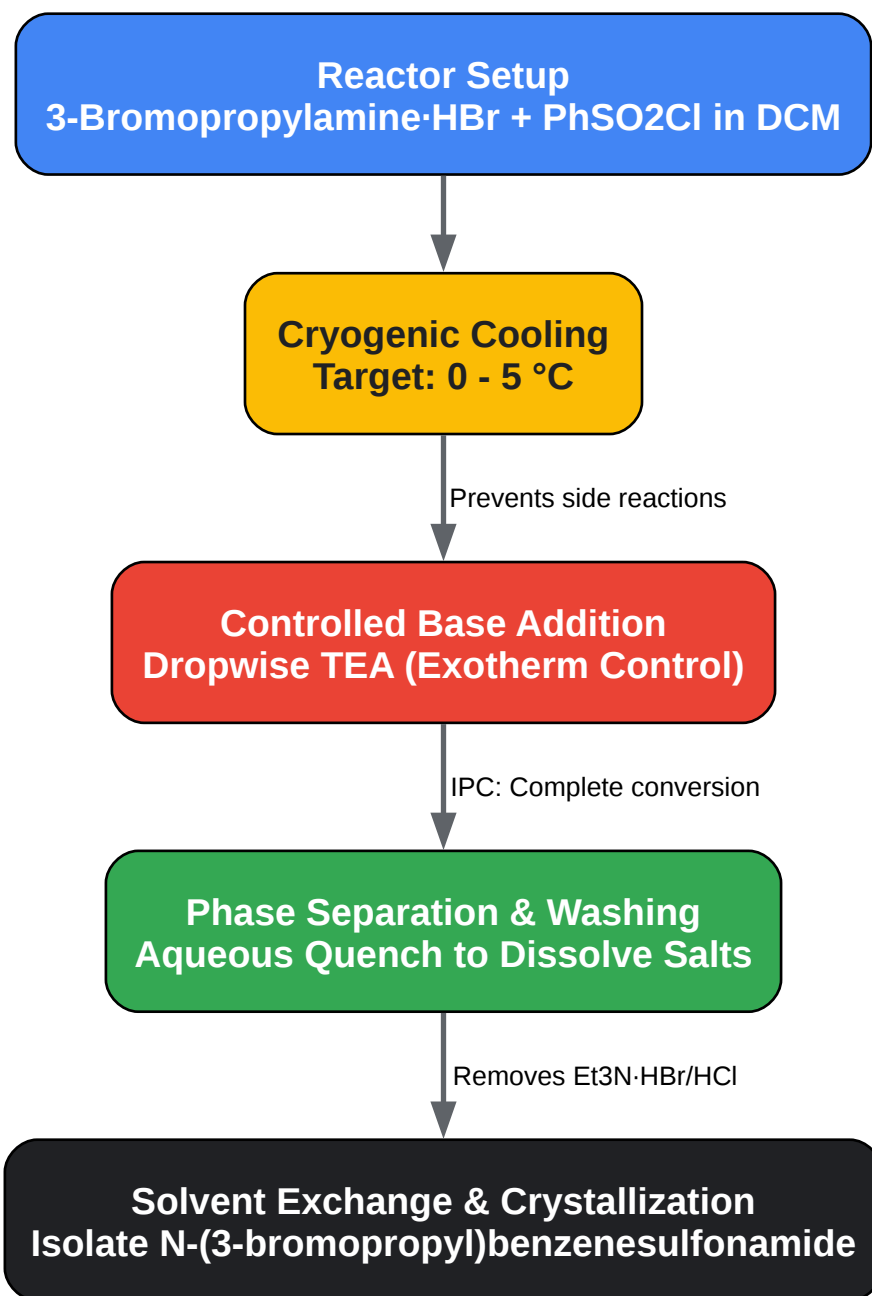 Reactor Setup
3-Bromopropylamine·HBr + PhSO2Cl in DCM
Cryogenic Cooling
Target: 0 - 5 °C
Prevents side reactions
Controlled Base Addition
Dropwise TEA (Exotherm Control)
IPC: Complete conversion
Phase Separation & Washing
Aqueous Quench to Dissolve Salts
Removes Et3N·HBr/HCl
Solvent Exchange & Crystallization
Isolate N-(3-bromopropyl)benzenesulfonamide